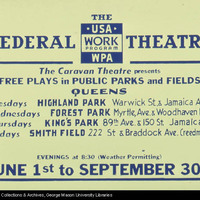 THE
FEDERAL USA WORK PROGRAM WPA THEATR
The Caravan Theatre presents
FREE PLAYS in PUBLIC PARKS and FIELDS
QUEENS
esdays HIGHLAND PARK Warwick St. & Jamaica A
dnesdays FOREST PARK Myrtle, Ave. & Woodhaven
ursdays KING'S PARK 89th Ave. & 150 St. Jamaica
days SMITH FIELD 222 St & Braddock Ave. (Creedm
EVENINGS at 8:30 (Weather Permitting)
UNE 1st to SEPTEMBER 30
Collections & Archives, George Mason University Libraries